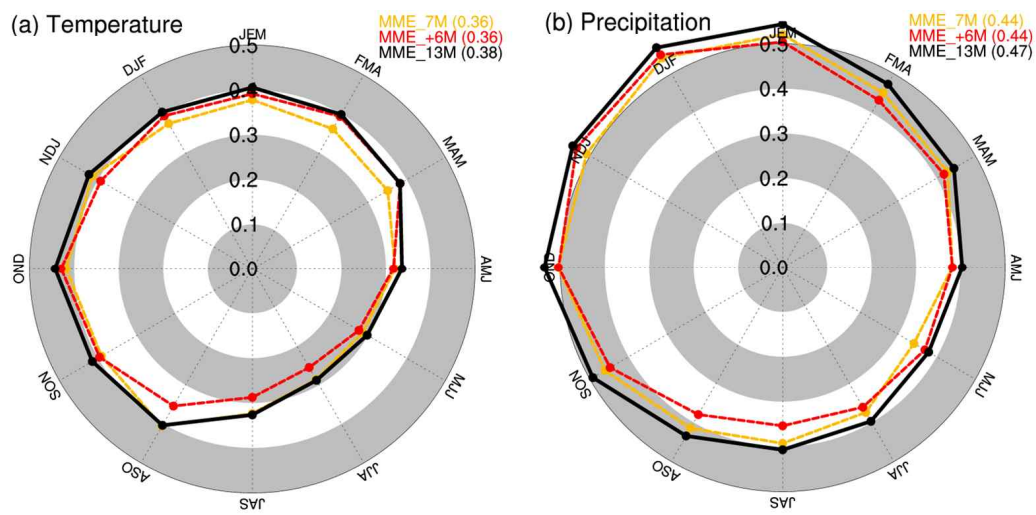 (a) Temperature
MME_7M (0.36)
MME_+6M (0.36)
MME_13M (0.38)
JFM
FMA
MAM
AMJ
MJJ
JJA
JAS
ASO
SON
OND
NDJ
DJF
0.5
0.4
0.3
0.2
0.1
0.0
(b) Precipitation
MME_7M (0.44)
MME_+6M (0.44)
MME_13M (0.47)
JFM
FMA
MAM
AMJ
MJJ
JJA
JAS
ASO
SON
OND
NDJ
DJF
0.5
0.4
0.3
0.2
0.1
0.0